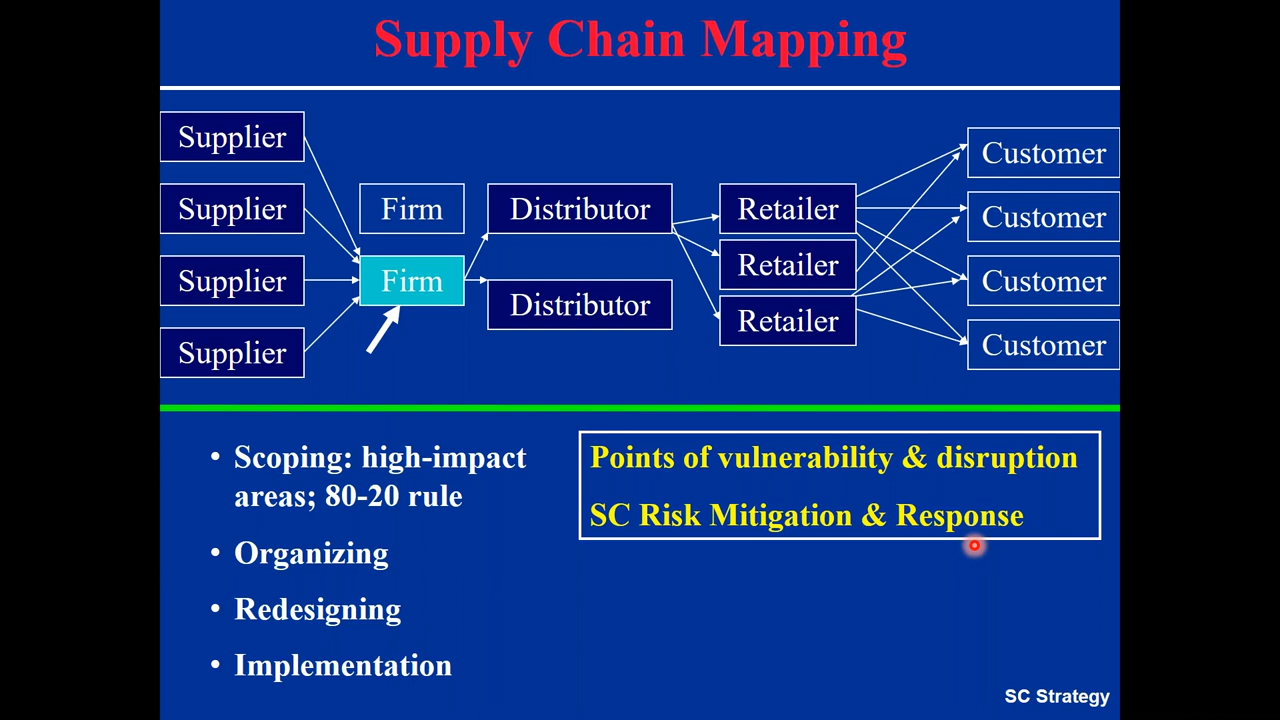 Supply Chain Mapping
Supplier
Supplier
Supplier
Supplier
Firm
Firm
Distributor
Distributor
Retailer
Retailer
Retailer
Customer
Customer
Customer
Customer
• Scoping: high-impact
areas; 80-20 rule
• Organizing
• Redesigning
• Implementation
Points of vulnerability & disruption
SC Risk Mitigation & Response
SC Strategy